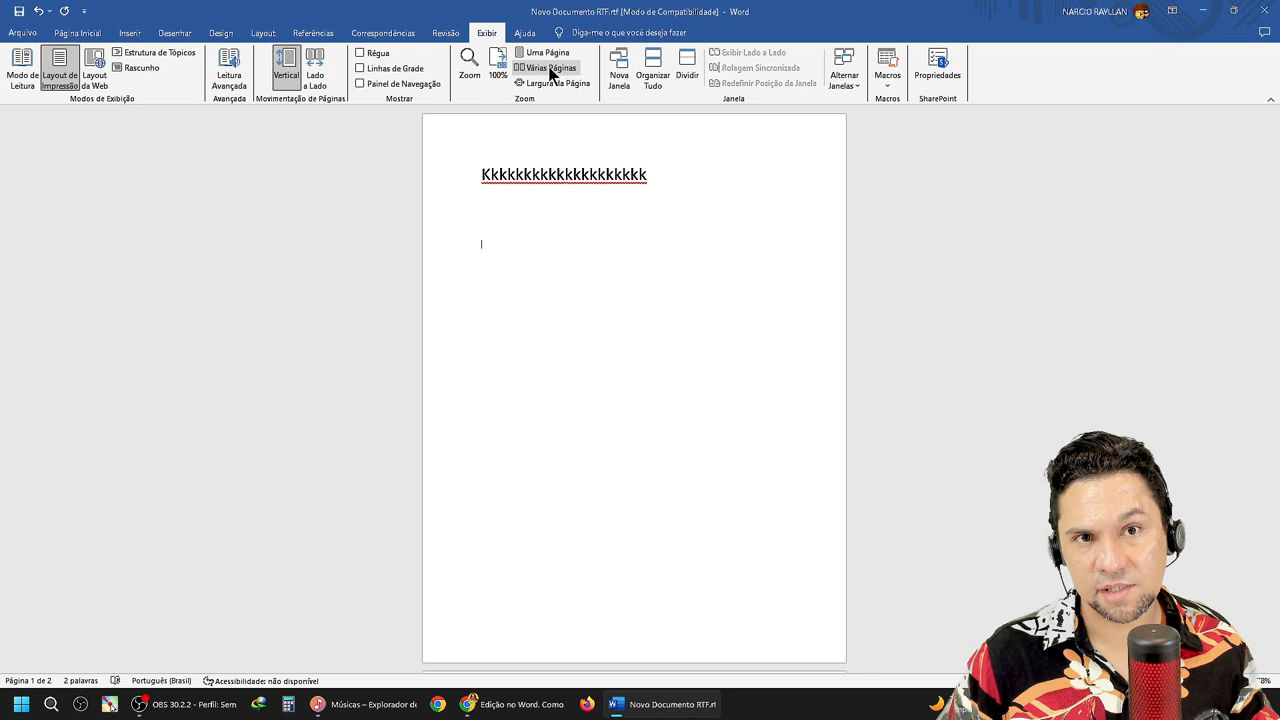 Novo Documento RTF.rtf [Modo de Compatibilidade] - Word
NARCIO RAYLLAN
Arquivo Página Inicial Inserir Desenhar Design Layout Referências Correspondências Revisão Exibir Ajuda Diga-me o que você deseja fazer
Modo de Leitura
Layout de Impressão
Layout da Web
Estrutura de Tópicos
Rascunho
Modos de Exibição
Leitura Avançada
Avançada
Vertical
Lado a Lado
Movimentação de Páginas
Régua
Linhas de Grade
Painel de Navegação
Mostrar
Zoom
100%
Uma Página
Várias Páginas
Largura da Página
Zoom
Nova Janela
Organizar Tudo
Dividir
Exibir Lado a Lado
Rolagem Sincronizada
Redefinir Posição da Janela
Janela
Alternar Janelas
Macros
Macros
Propriedades
SharePoint
Kkkkkkkkkkkkkkkkkkkk
Página 1 de 2 2 palavras Português (Brasil) Acessibilidade: não disponível
8%
OBS 30.2.2 - Perfil: Sem
Músicas – Explorador de
Edição no Word. Como
Novo Documento RTF.rt